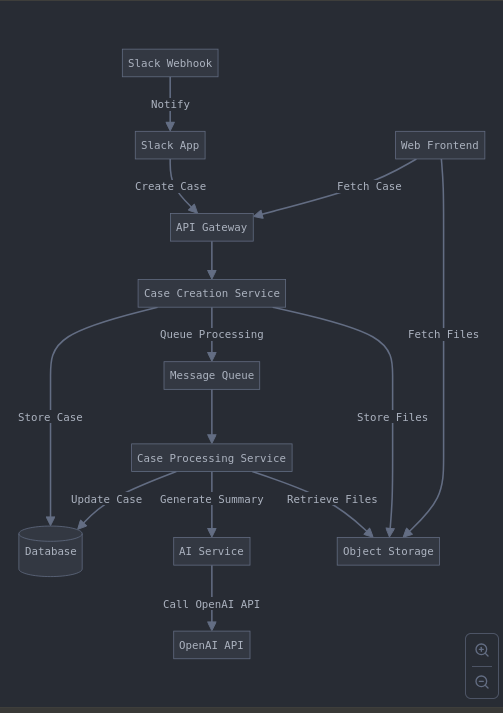 Slack Webhook
Notify
Slack App
Web Frontend
Create Case
Fetch Case
API Gateway
Case Creation Service
Queue Processing
Fetch Files
Message Queue
Store Case
Store Files
Case Processing Service
Update Case
Generate Summary
Retrieve Files
Database
AI Service
Object Storage
Call OpenAI API
OpenAI API